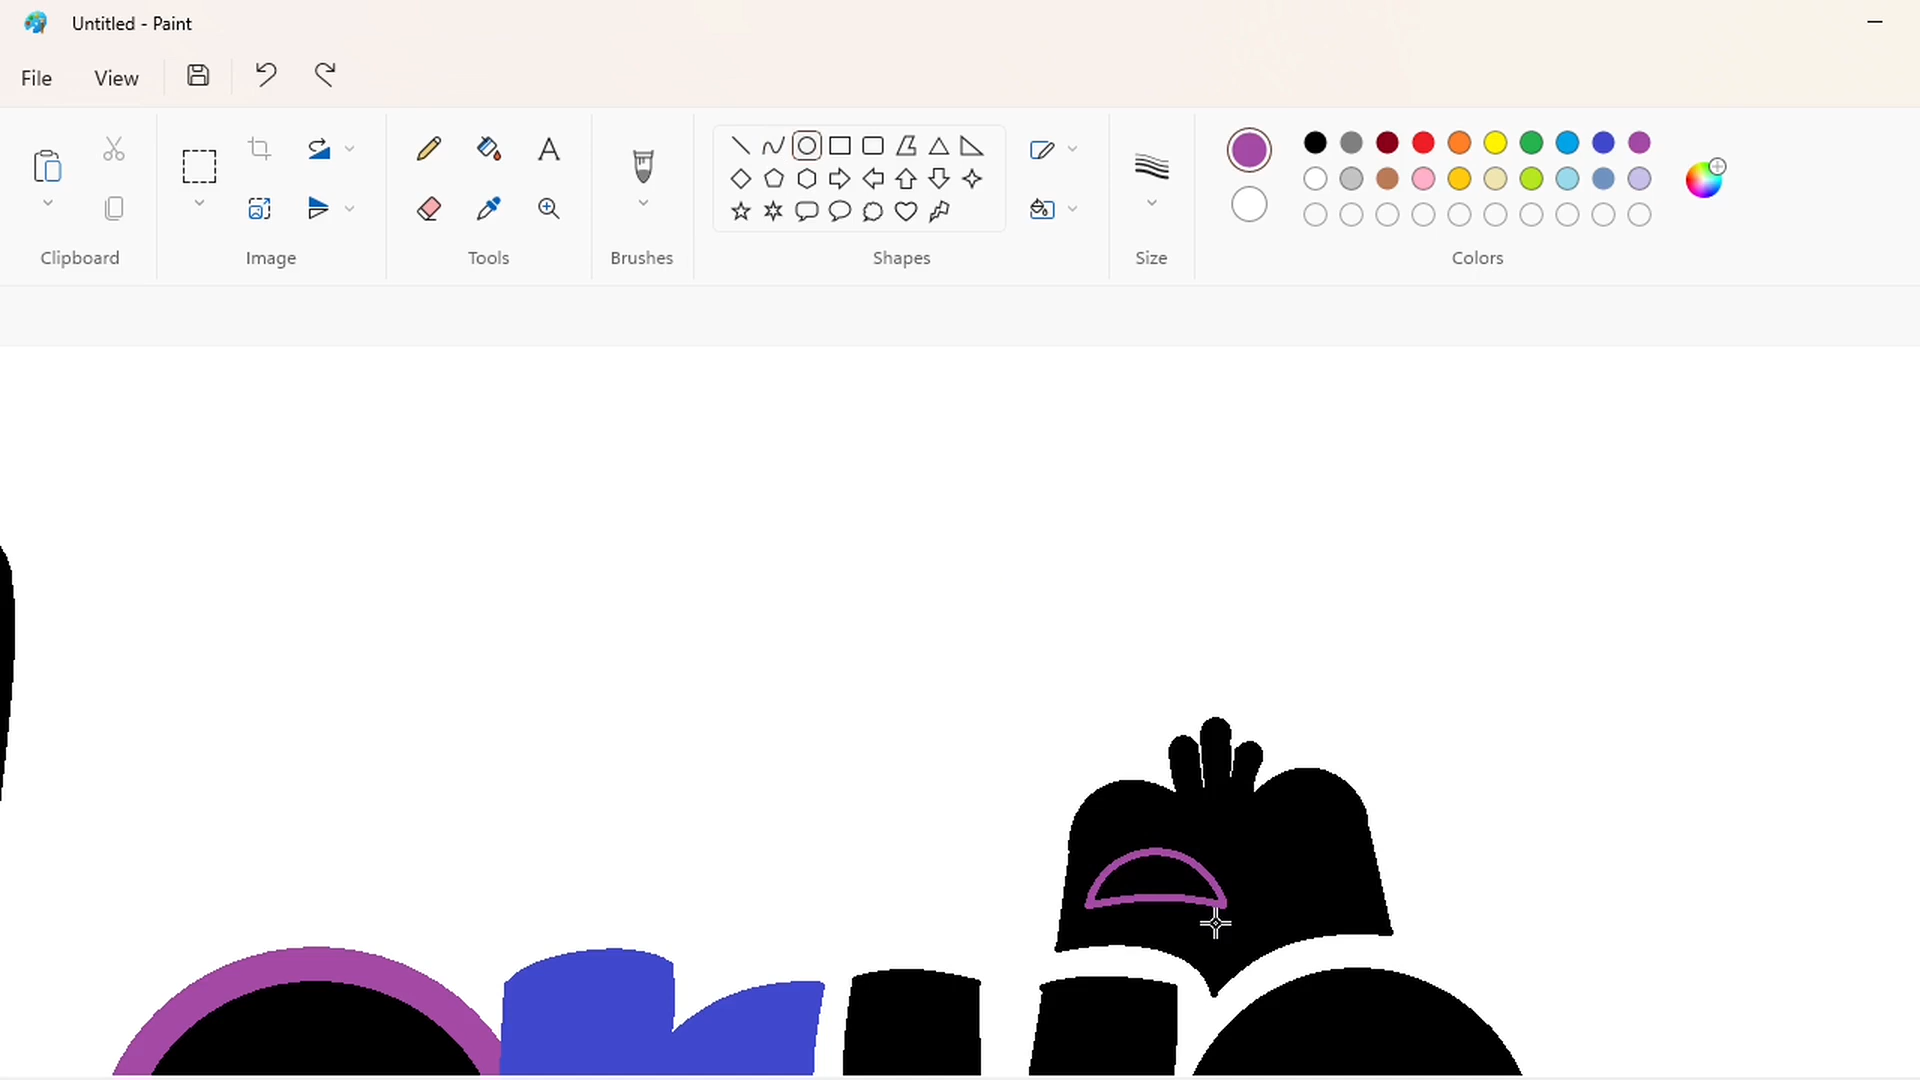 Untitled - Paint
File View
Clipboard Image Tools Brushes Shapes Size Colors